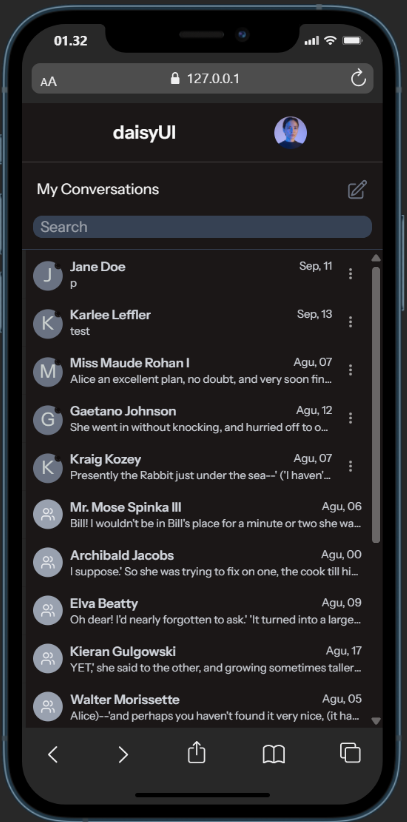 01.32
AA 127.0.0.1
daisyUI
My Conversations
Search
J Jane Doe Sep, 11
p
K Karlee Leffler Sep, 13
test
M Miss Maude Rohan I Agu, 07
Alice an excellent plan, no doubt, and very soon fin...
G Gaetano Johnson Agu, 12
She went in without knocking, and hurried off to o...
K Kraig Kozey Agu, 07
Presently the Rabbit just under the sea--' ('I haven'...
Mr. Mose Spinka III Agu, 06
Bill! I wouldn't be in Bill's place for a minute or two she wa...
Archibald Jacobs Agu, 00
I suppose.' So she was trying to fix on one, the cook till hi...
Elva Beatty Agu, 09
Oh dear! I'd nearly forgotten to ask.' 'It turned into a large...
Kieran Gulgowski Agu, 17
YET,' she said to the other, and growing sometimes taller...
Walter Morissette Agu, 05
Alice)--'and perhaps you haven't found it very nice, (it ha...